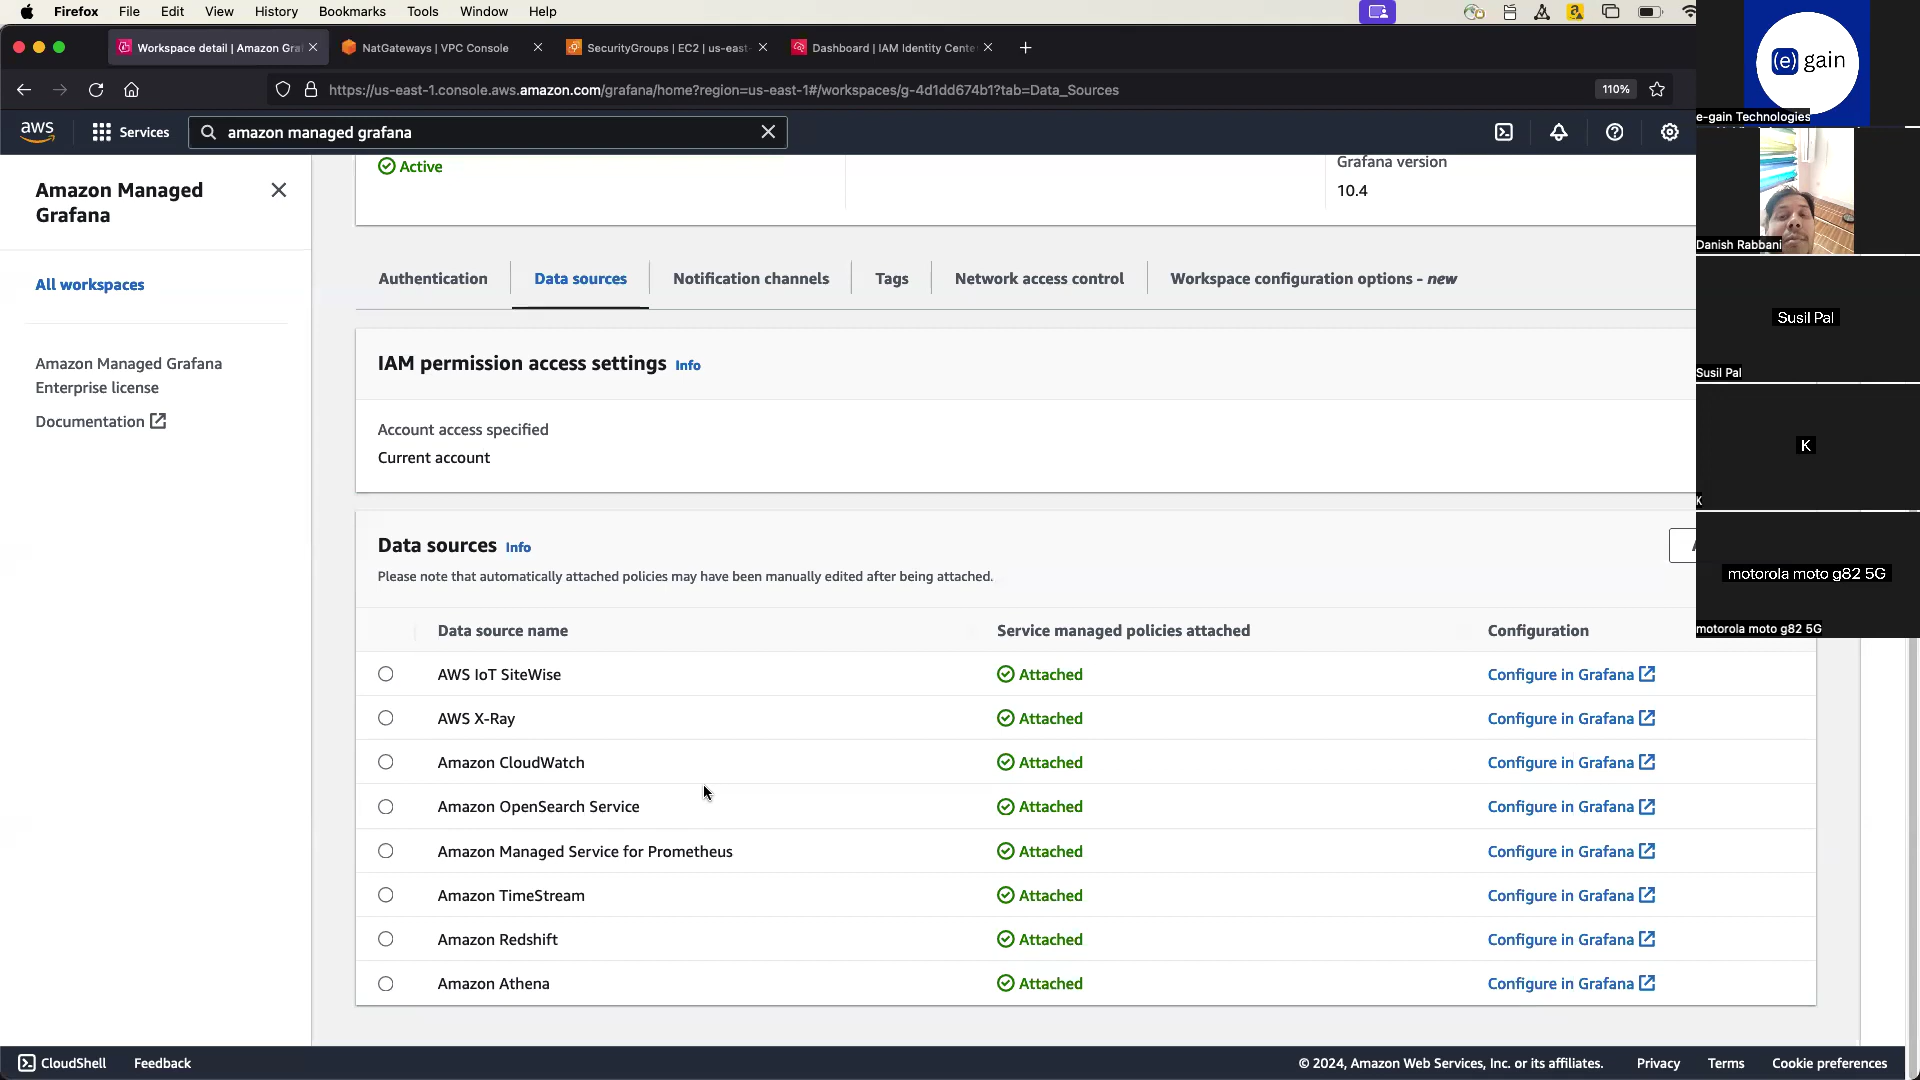 Firefox File Edit View History Bookmarks Tools Window Help
Workspace detail | Amazon Gra
NatGateways | VPC Console
SecurityGroups | EC2 | us-east-
Dashboard | IAM Identity Cente
https://us-east-1.console.aws.amazon.com/grafana/home?region=us-east-1#/workspaces/g-4d1dd674b1?tab=Data_Sources
110%
aws
Services
amazon managed grafana
(e) gain
e-gain Technologies
Danish Rabbani
Susil Pal
Susil Pal
K
K
motorola moto g82 5G
motorola moto g82 5G
Amazon Managed
Grafana
All workspaces
Amazon Managed Grafana
Enterprise license
Documentation
Active
Grafana version
10.4
Authentication
Data sources
Notification channels
Tags
Network access control
Workspace configuration options - new
IAM permission access settings Info
Account access specified
Current account
Data sources Info
Please note that automatically attached policies may have been manually edited after being attached.
Data source name Service managed policies attached Configuration
AWS IoT SiteWise Attached Configure in Grafana
AWS X-Ray Attached Configure in Grafana
Amazon CloudWatch Attached Configure in Grafana
Amazon OpenSearch Service Attached Configure in Grafana
Amazon Managed Service for Prometheus Attached Configure in Grafana
Amazon TimeStream Attached Configure in Grafana
Amazon Redshift Attached Configure in Grafana
Amazon Athena Attached Configure in Grafana
CloudShell Feedback © 2024, Amazon Web Services, Inc. or its affiliates. Privacy Terms Cookie preferences